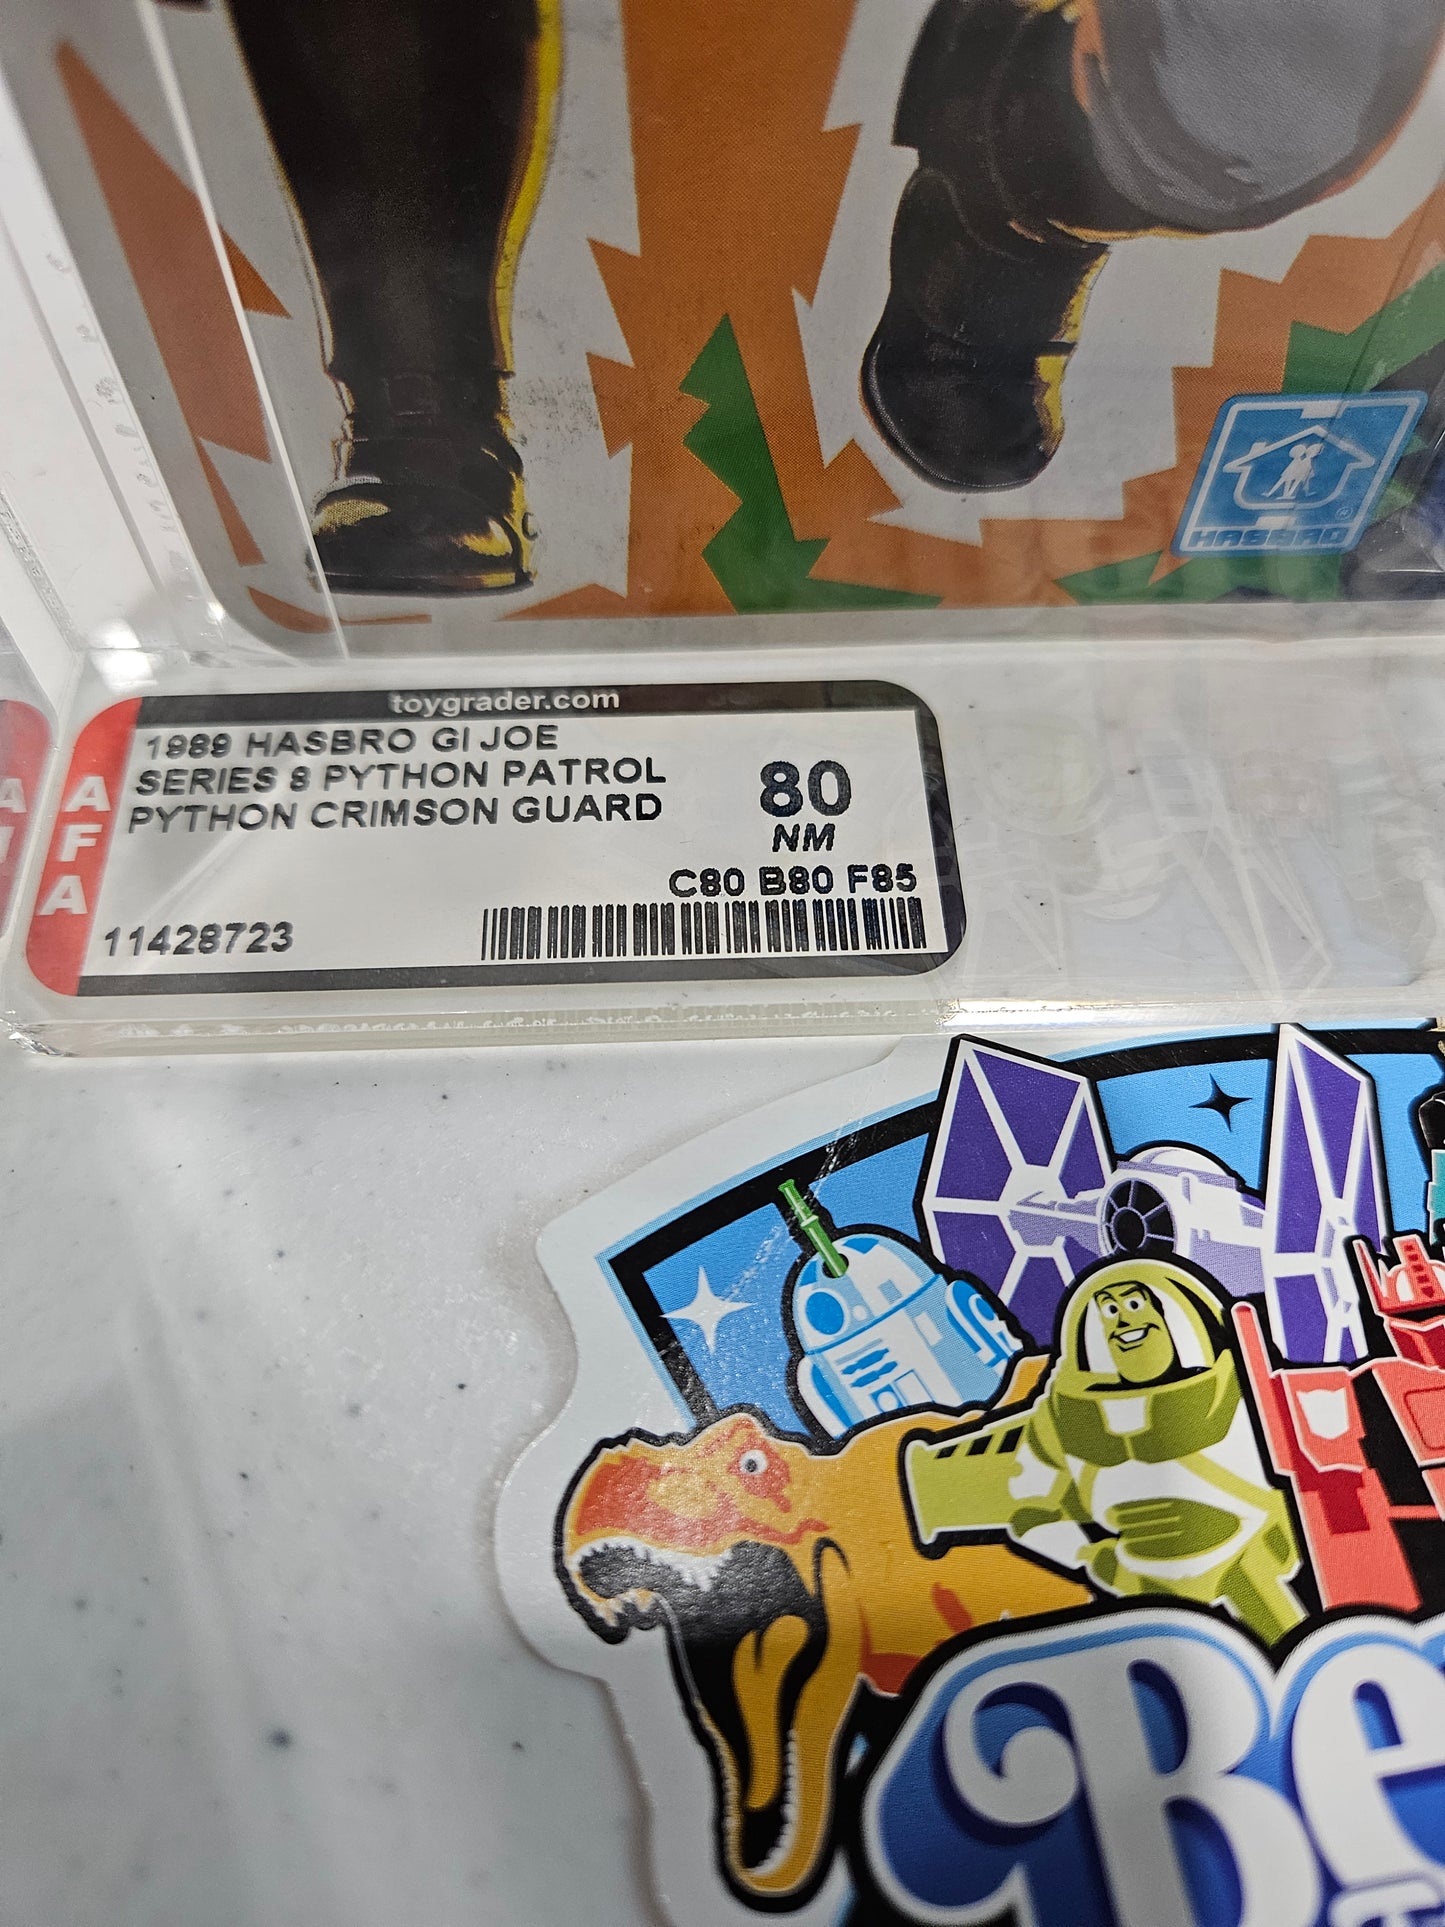 HASBRO
toygrader.com
1989 HASBRO GI JOE
SERIES 8 PYTHON PATROL
PYTHON CRIMSON GUARD
80
NM
C80 B80 F85
11428723
AFA
Be